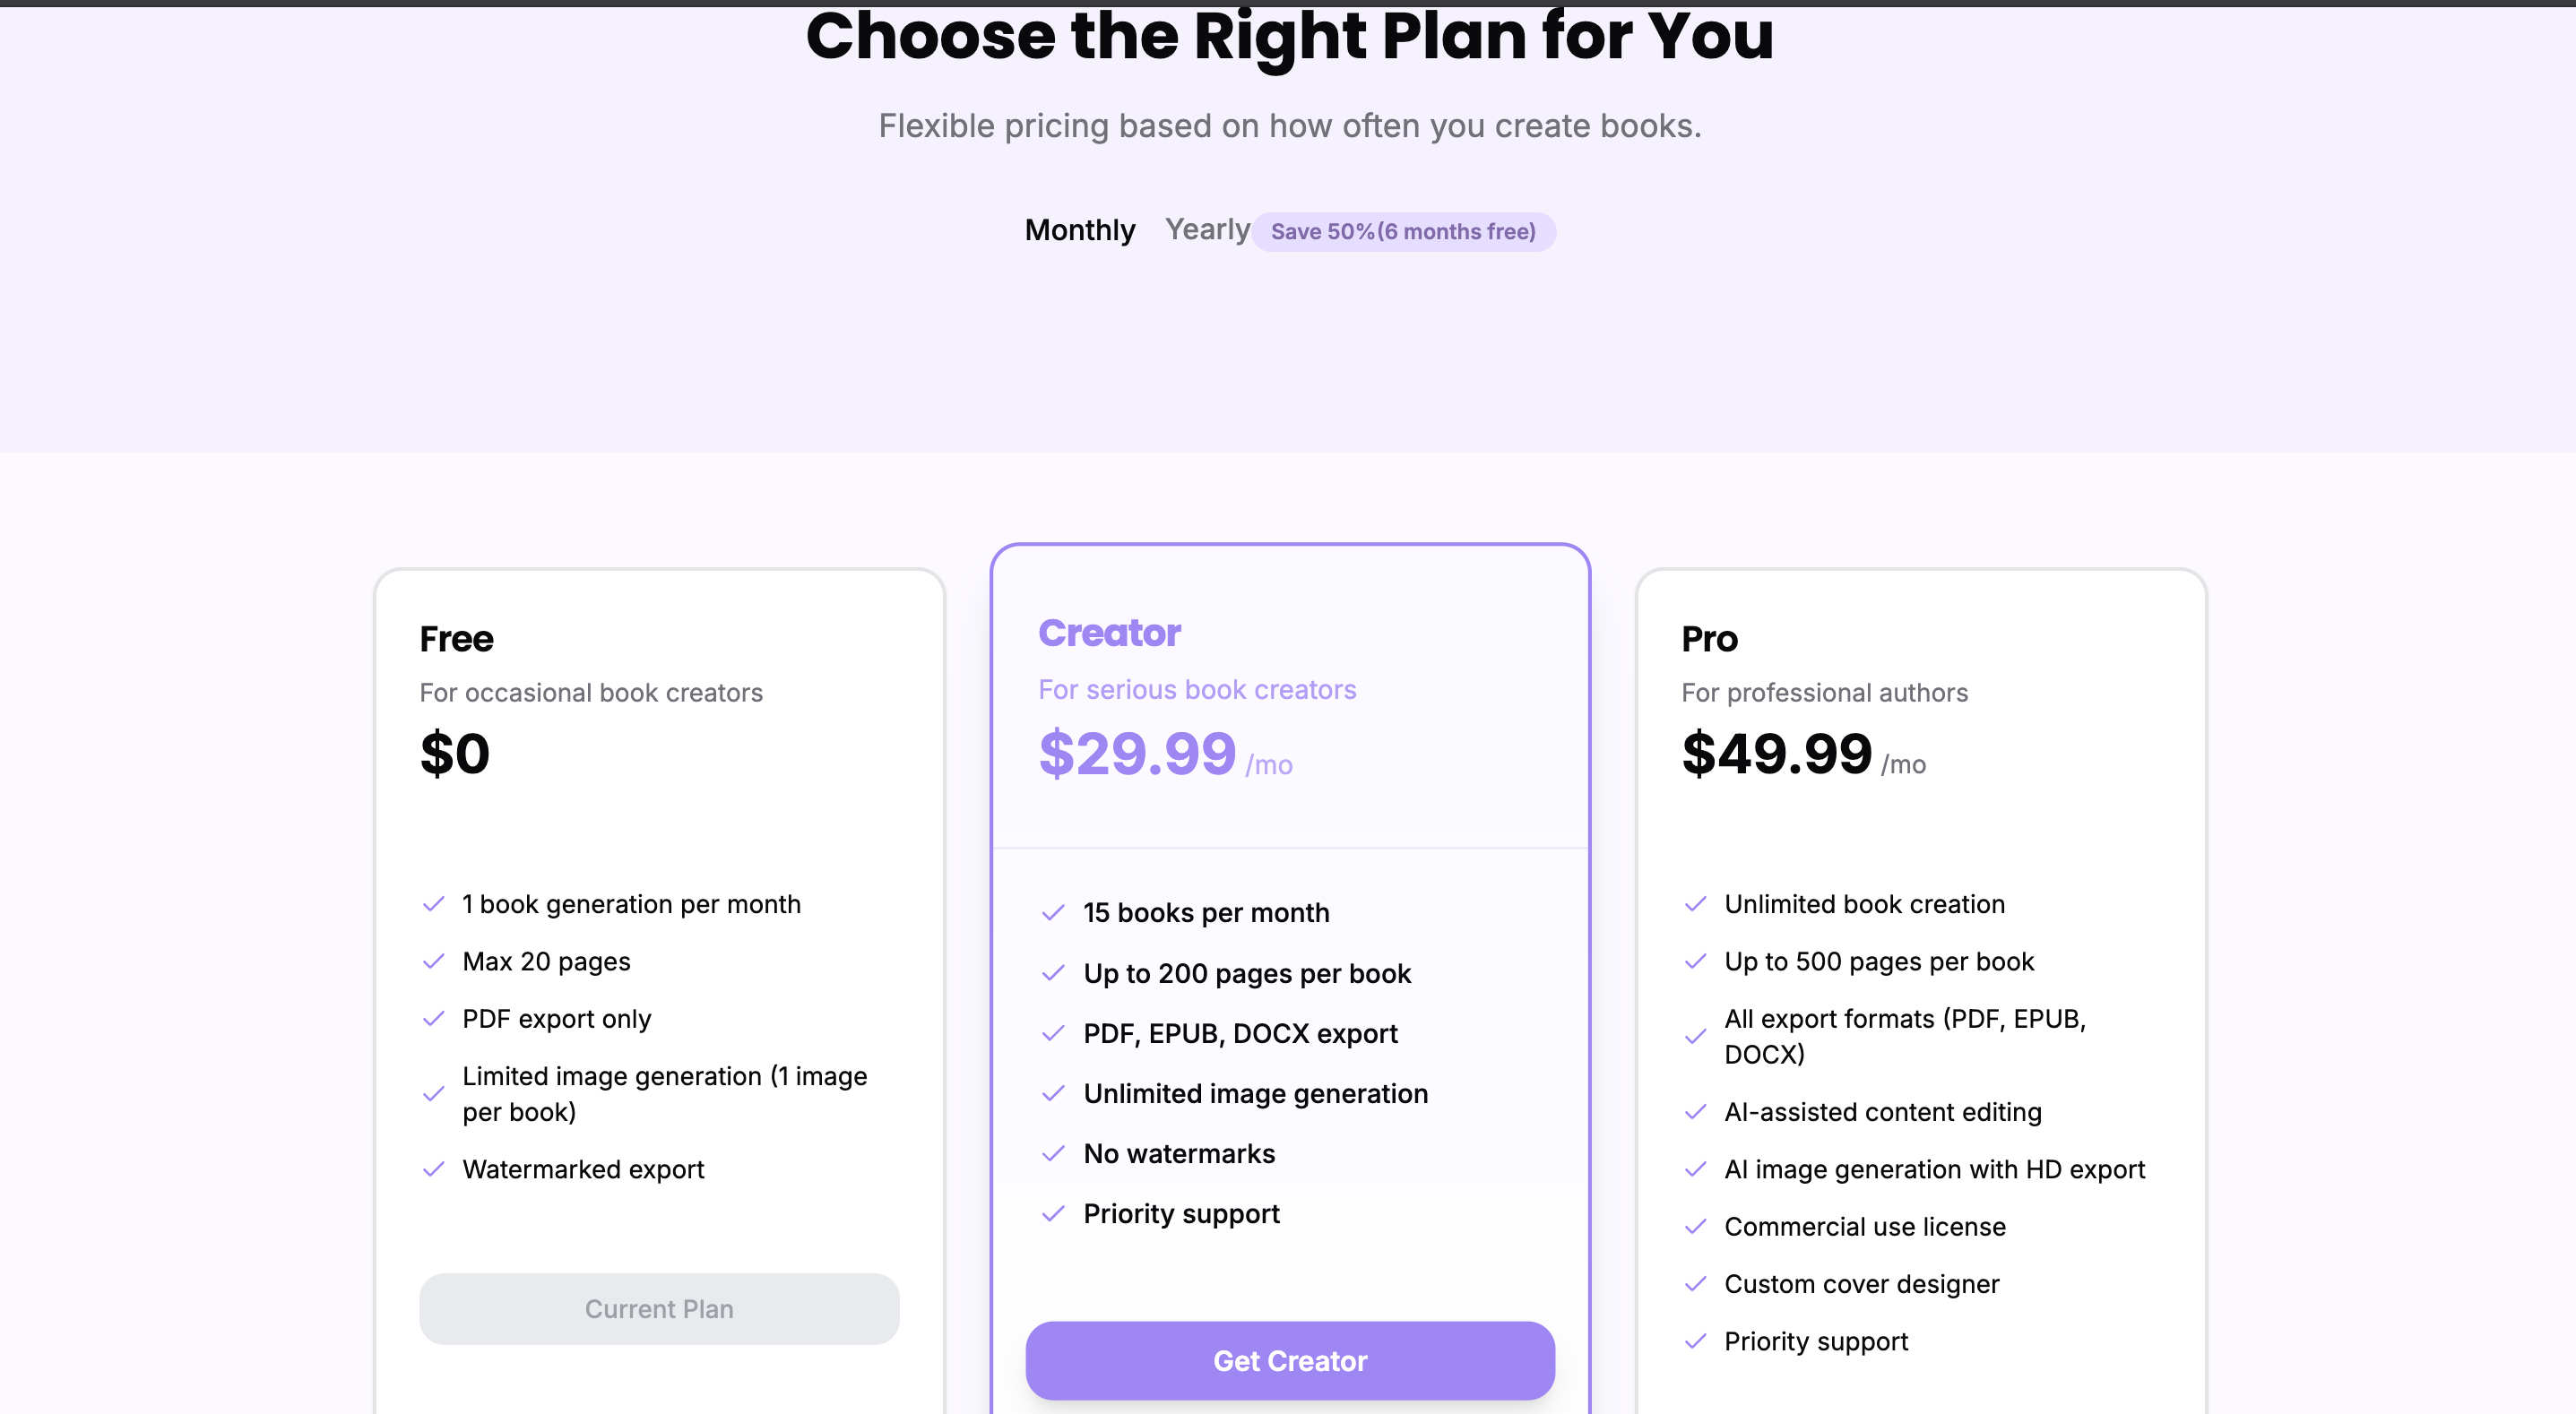 Choose the Right Plan for You
Flexible pricing based on how often you create books.
Monthly Yearly Save 50%(6 months free)
Free
For occasional book creators
$0
1 book generation per month
Max 20 pages
PDF export only
Limited image generation (1 image
per book)
Watermarked export
Current Plan
Creator
For serious book creators
$29.99 /mo
15 books per month
Up to 200 pages per book
PDF, EPUB, DOCX export
Unlimited image generation
No watermarks
Priority support
Get Creator
Pro
For professional authors
$49.99 /mo
Unlimited book creation
Up to 500 pages per book
All export formats (PDF, EPUB,
DOCX)
AI-assisted content editing
AI image generation with HD export
Commercial use license
Custom cover designer
Priority support